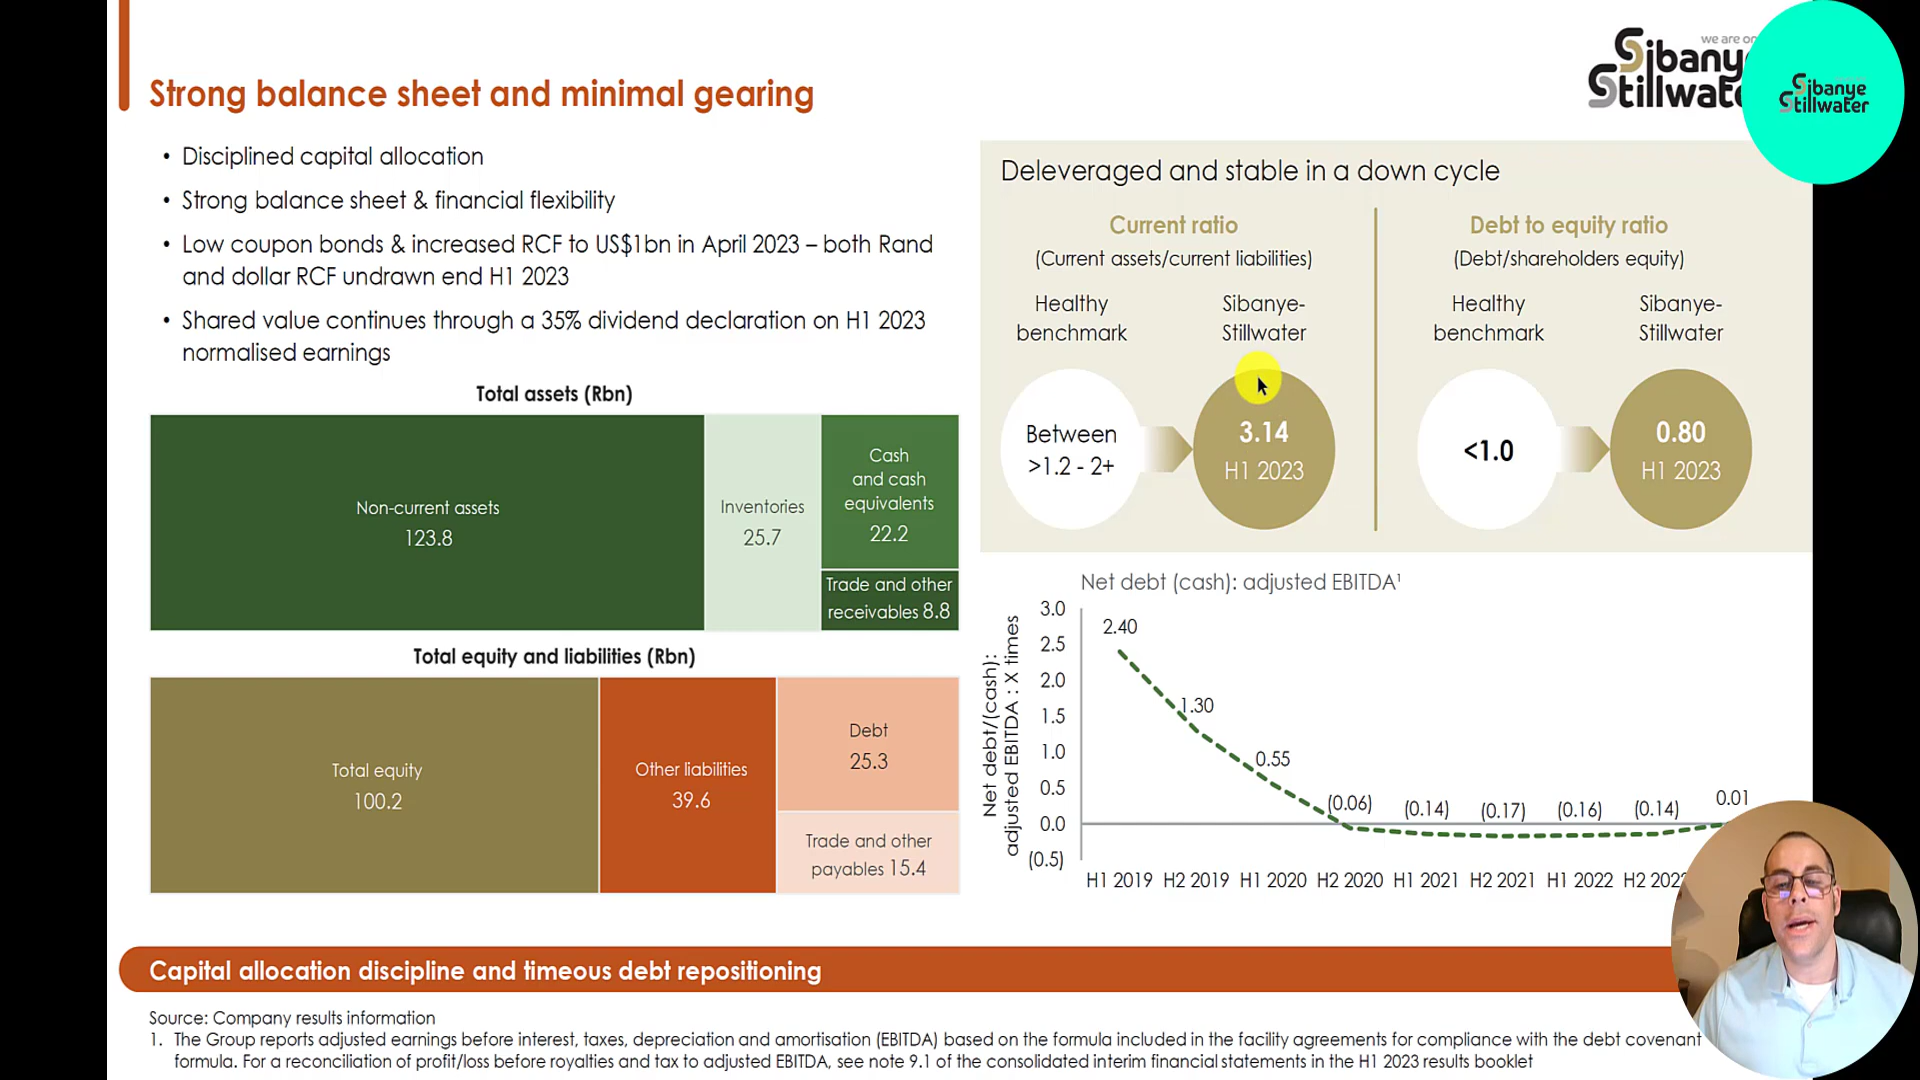 we are on
Sibanye
Stillwater
Sibanye
Stillwater
Strong balance sheet and minimal gearing
• Disciplined capital allocation
• Strong balance sheet & financial flexibility
• Low coupon bonds & increased RCF to US$1bn in April 2023 – both Rand
and dollar RCF undrawn end H1 2023
• Shared value continues through a 35% dividend declaration on H1 2023
normalised earnings
Total assets (Rbn)
Non-current assets
123.8
Inventories
25.7
Cash
and cash
equivalents
22.2
Trade and other
receivables 8.8
Total equity and liabilities (Rbn)
Total equity
100.2
Other liabilities
39.6
Debt
25.3
Trade and other
payables 15.4
Deleveraged and stable in a down cycle
Current ratio
(Current assets/current liabilities)
Healthy
benchmark
Sibanye-
Stillwater
Between
>1.2 - 2+
3.14
H1 2023
Debt to equity ratio
(Debt/shareholders equity)
Healthy
benchmark
Sibanye-
Stillwater
<1.0
0.80
H1 2023
Net debt (cash): adjusted EBITDA¹
Net debt/(cash):
adjusted EBITDA : X times
3.0
2.5
2.0
1.5
1.0
0.5
0.0
(0.5)
2.40
1.30
0.55
(0.06)
(0.14)
(0.17)
(0.16)
(0.14)
0.01
H1 2019 H2 2019 H1 2020 H2 2020 H1 2021 H2 2021 H1 2022 H2 202
Capital allocation discipline and timeous debt repositioning
Source: Company results information
1. The Group reports adjusted earnings before interest, taxes, depreciation and amortisation (EBITDA) based on the formula included in the facility agreements for compliance with the debt covenant
formula. For a reconciliation of profit/loss before royalties and tax to adjusted EBITDA, see note 9.1 of the consolidated interim financial statements in the H1 2023 results booklet